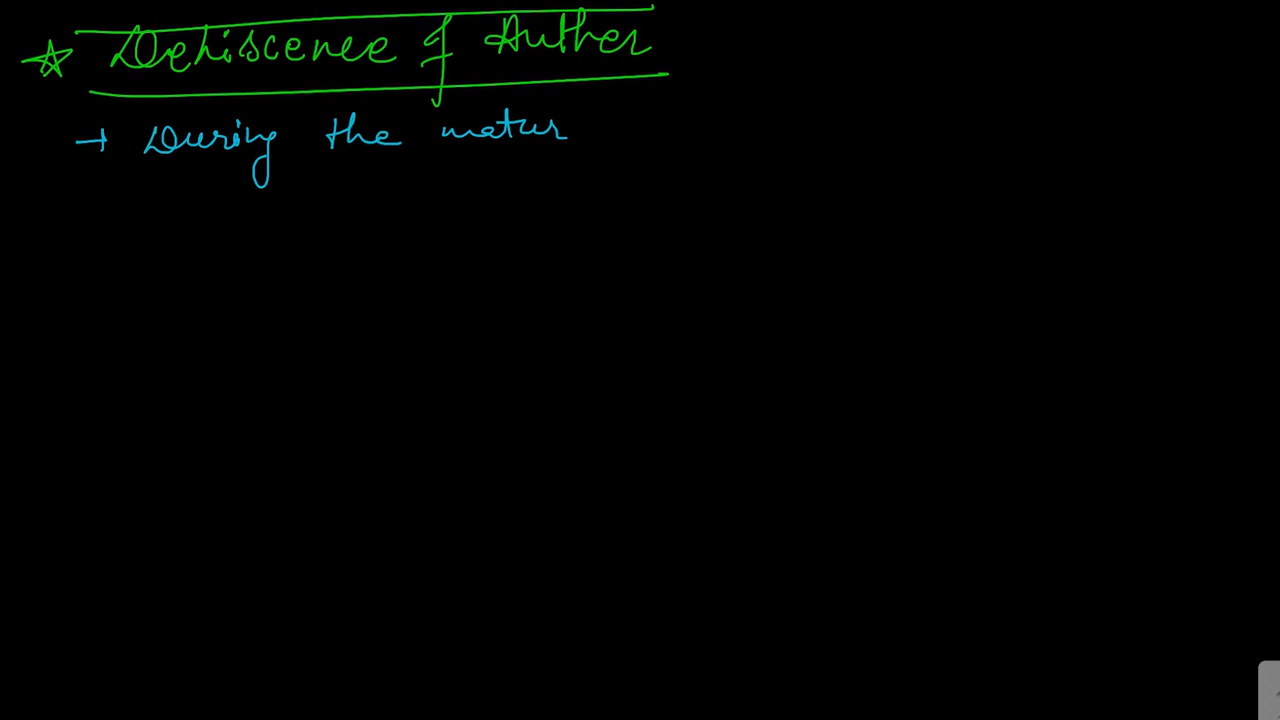 ☆ Dehiscence of Anther
→ During the matur